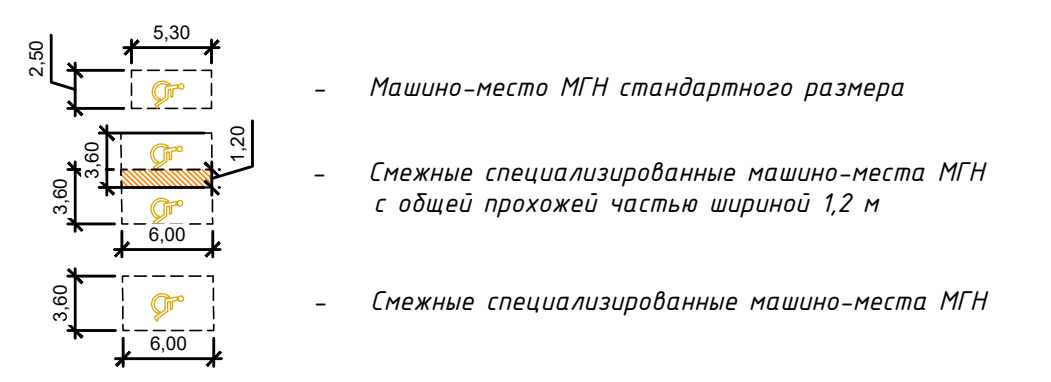 5,30
2,50
- Машино-место МГН стандартного размера
3,60
1,20
3,60
6,00
- Смежные специализированные машино-места МГН
с общей прохожей частью шириной 1,2 м
3,60
6,00
- Смежные специализированные машино-места МГН